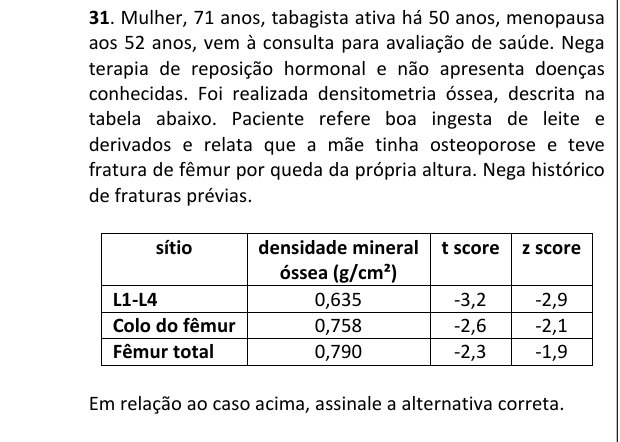 31. Mulher, 71 anos, tabagista ativa há 50 anos, menopausa
aos 52 anos, vem à consulta para avaliação de saúde. Nega
terapia de reposição hormonal e não apresenta doenças
conhecidas. Foi realizada densitometria óssea, descrita na
tabela abaixo. Paciente refere boa ingesta de leite e
derivados e relata que a mãe tinha osteoporose e teve
fratura de fêmur por queda da própria altura. Nega histórico
de fraturas prévias.
sítio densidade mineral óssea (g/cm²) t score z score
L1-L4 0,635 -3,2 -2,9
Colo do fêmur 0,758 -2,6 -2,1
Fêmur total 0,790 -2,3 -1,9
Em relação ao caso acima, assinale a alternativa correta.